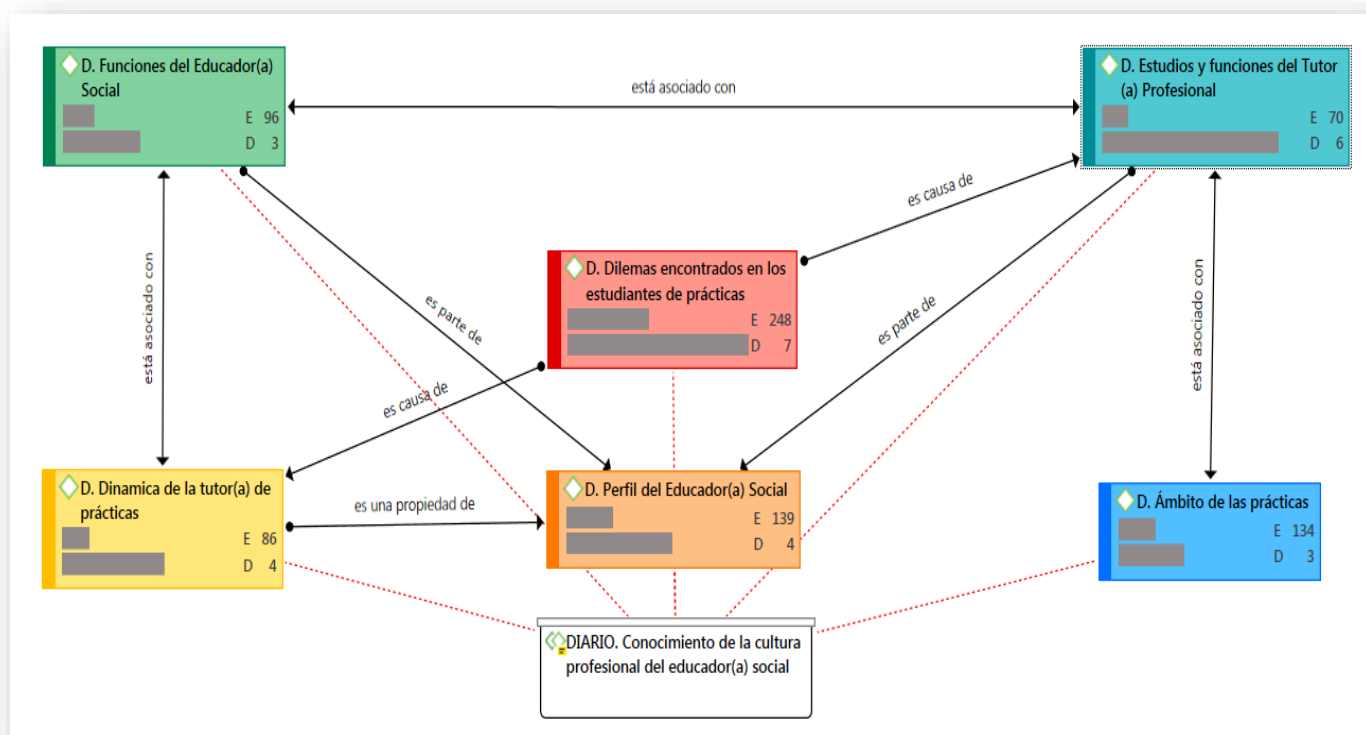 D. Funciones del Educador(a)
Social
E 96
D 3
está asociado con
D. Estudios y funciones del Tutor
(a) Profesional
E 70
D 6
es causa de
D. Dilemas encontrados en los
estudiantes de prácticas
E 248
D 7
está asociado con
es parte de
es parte de
está asociado con
es causa de
D. Dinamica de la tutor(a) de
prácticas
E 86
D 4
es una propiedad de
D. Perfil del Educador(a) Social
E 139
D 4
D. Ámbito de las prácticas
E 134
D 3
DIARIO. Conocimiento de la cultura
profesional del educador(a) social